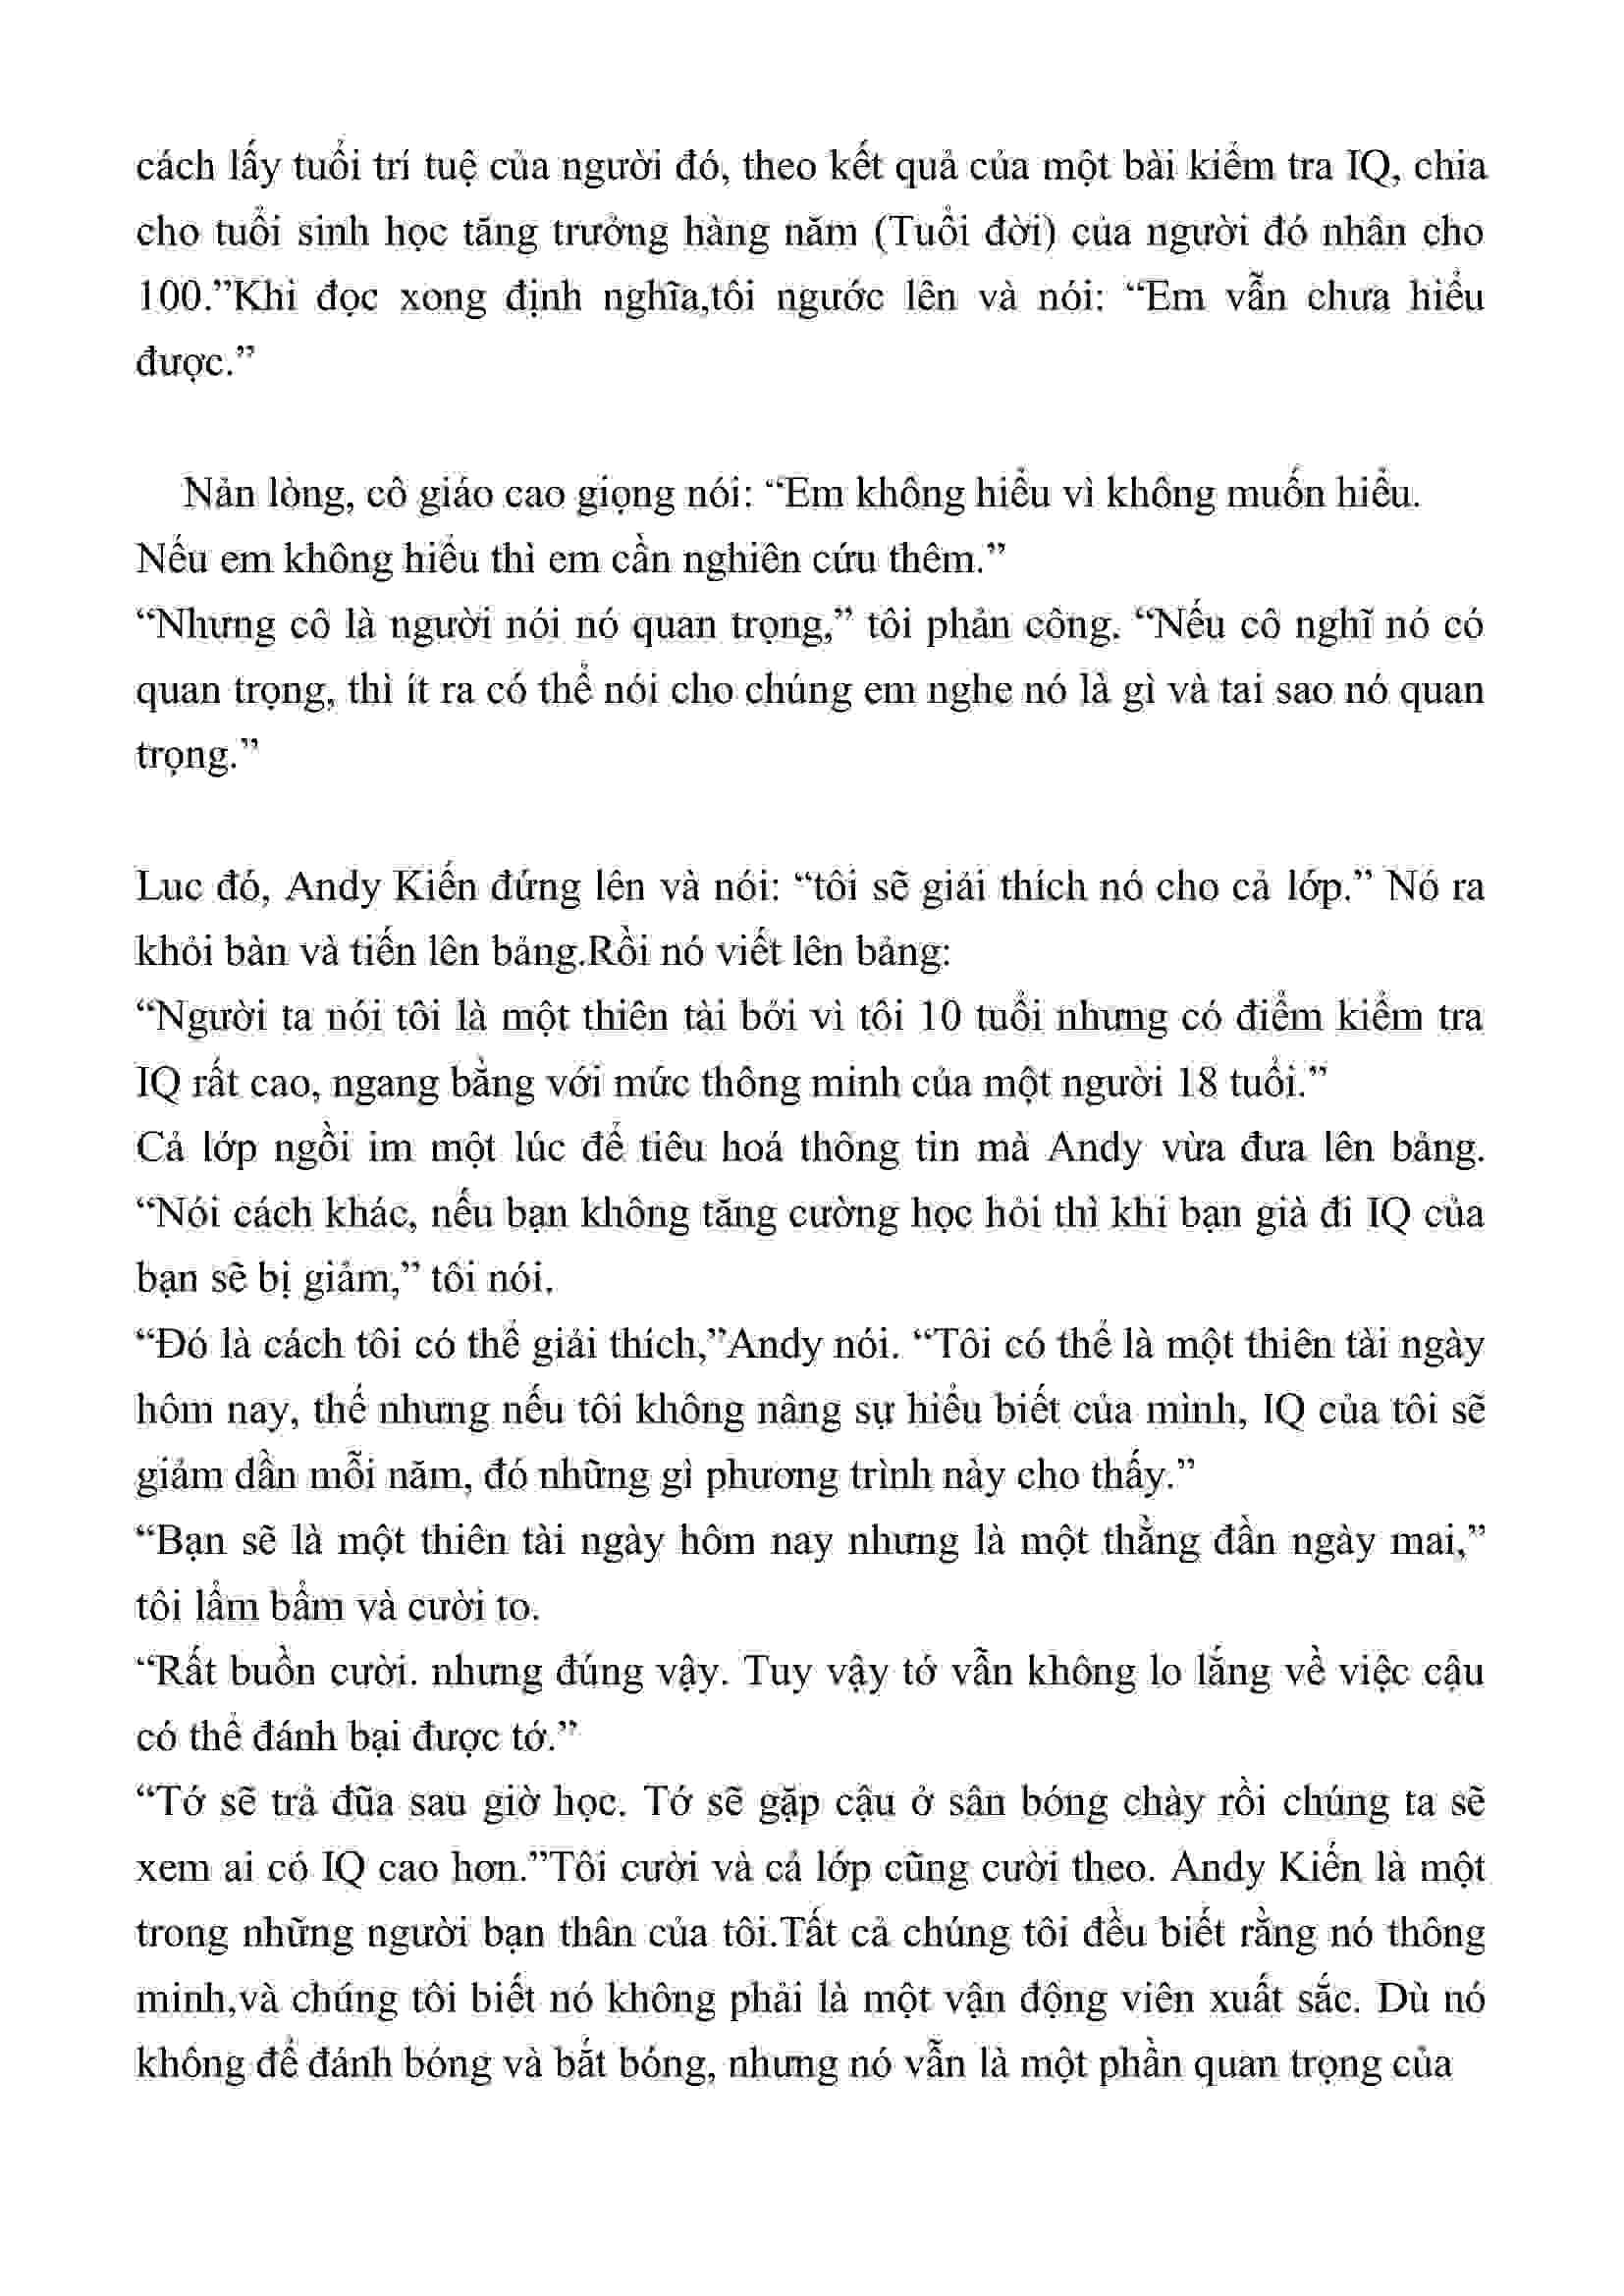 cách lấy tuổi trí tuệ của người đó, theo kết quả của một bài kiểm tra IQ, chia
cho tuổi sinh học tăng trưởng hàng năm (Tuổi đời) của người đó nhân cho
100.”Khi đọc xong định nghĩa,tôi ngước lên và nói: “Em vẫn chưa hiểu
được.”
Nản lòng, cô giáo cao giọng nói: “Em không hiểu vì không muốn hiểu.
Nếu em không hiểu thì em cần nghiên cứu thêm.”
“Nhưng cô là người nói nó quan trọng,” tôi phản công. “Nếu cô nghĩ nó có
quan trọng, thì ít ra có thể nói cho chúng em nghe nó là gì và tai sao nó quan
trọng.”
Luc đó, Andy Kiến đứng lên và nói: “tôi sẽ giải thích nó cho cả lớp.” Nó ra
khỏi bàn và tiến lên bảng.Rồi nó viết lên bảng:
“Người ta nói tôi là một thiên tài bởi vì tôi 10 tuổi nhưng có điểm kiểm tra
IQ rất cao, ngang bằng với mức thông minh của một người 18 tuổi.”
Cả lớp ngồi im một lúc để tiêu hoá thông tin mà Andy vừa đưa lên bảng.
“Nói cách khác, nếu bạn không tăng cường học hỏi thì khi bạn già đi IQ của
bạn sẽ bị giảm,” tôi nói.
“Đó là cách tôi có thể giải thích,”Andy nói. “Tôi có thể là một thiên tài ngày
hôm nay, thế nhưng nếu tôi không nâng sự hiểu biết của mình, IQ của tôi sẽ
giảm dần mỗi năm, đó những gì phương trình này cho thấy.”
“Bạn sẽ là một thiên tài ngày hôm nay nhưng là một thằng đần ngày mai,”
tôi lẩm bẩm và cười to.
“Rất buồn cười. nhưng đúng vậy. Tuy vậy tớ vẫn không lo lắng về việc cậu
có thể đánh bại được tớ.”
“Tớ sẽ trả đũa sau giờ học. Tớ sẽ gặp cậu ở sân bóng chày rồi chúng ta sẽ
xem ai có IQ cao hơn.”Tôi cười và cả lớp cũng cười theo. Andy Kiến là một
trong những người bạn thân của tôi.Tất cả chúng tôi đều biết rằng nó thông
minh,và chúng tôi biết nó không phải là một vận động viên xuất sắc. Dù nó
không để đánh bóng và bắt bóng, nhưng nó vẫn là một phần quan trọng của